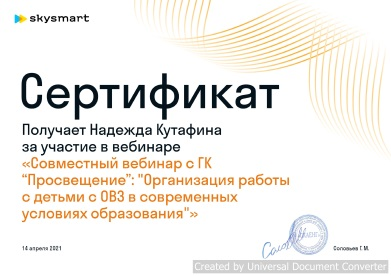 skysmart
Сертификат
Получает Надежда Кутафина
за участие в вебинаре
«Совместный вебинар с ГК
“Просвещение”: "Организация работы
с детьми с ОВЗ в современных
условиях образования"»
14 апреля 2021
Соловьев Г.М.
Created by Universal Document Converter